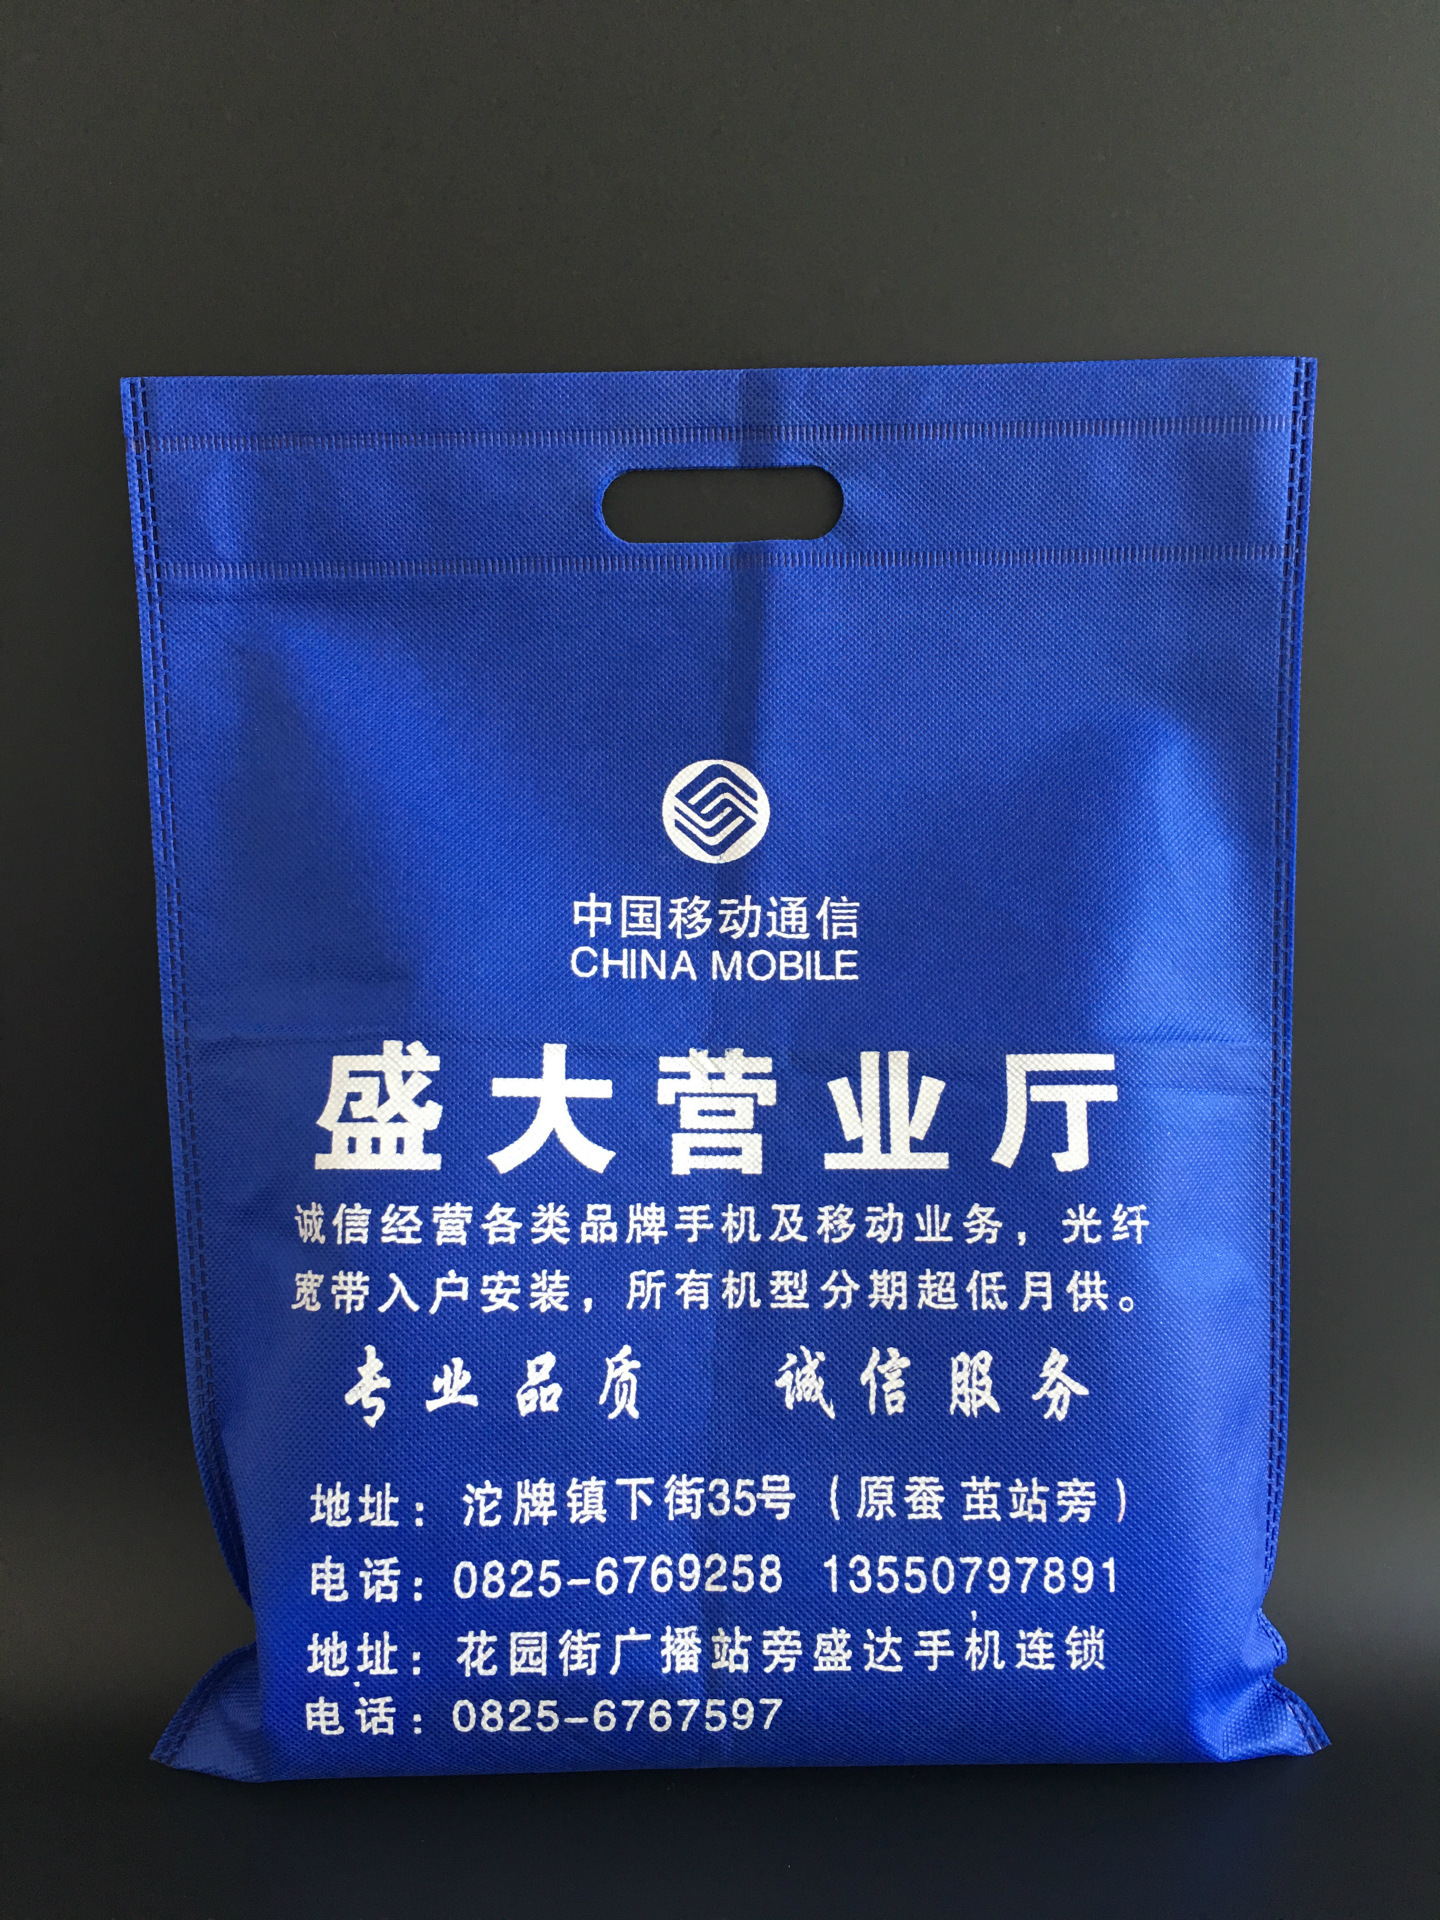 中国移动通信
CHINA MOBILE
盛大营业厅
诚信经营各类品牌手机及移动业务，光纤
宽带入户安装，所有机型分期超低月供。
专业品质 诚信服务
地址：沱牌镇下街35号（原蚕茧站旁）
电话：0825-6769258 13550797891
地址：花园街广播站旁盛达手机连锁
电话：0825-6767597